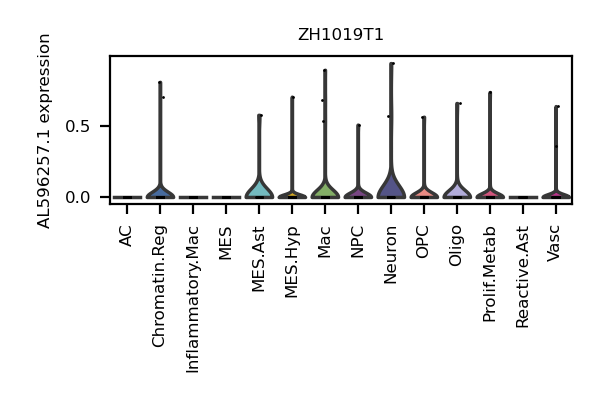 ZH1019T1
AL596257.1 expression
0.5
0.0
AC
Chromatin.Reg
Inflammatory.Mac
MES
MES.Ast
MES.Hyp
Mac
NPC
Neuron
OPC
Oligo
Prolif.Metab
Reactive.Ast
Vasc